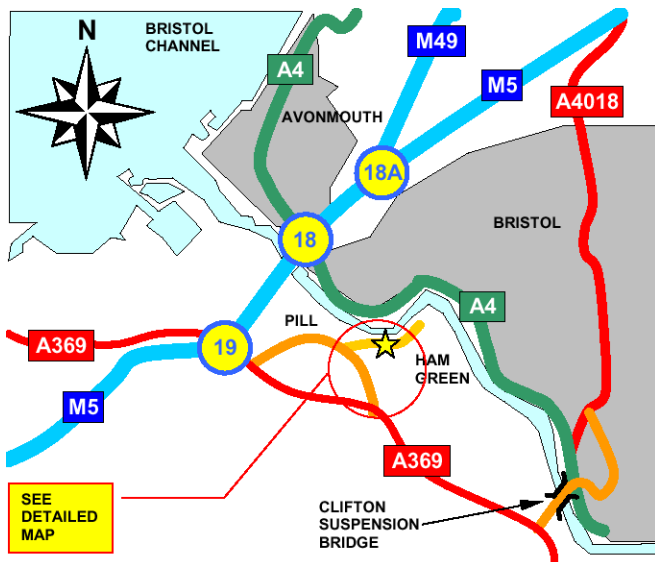 N
BRISTOL
CHANNEL
M49
A4
M5
A4018
AVONMOUTH
18A
BRISTOL
18
A4
PILL
A369
19
HAM
GREEN
M5
A369
SEE
DETAILED
MAP
CLIFTON
SUSPENSION
BRIDGE